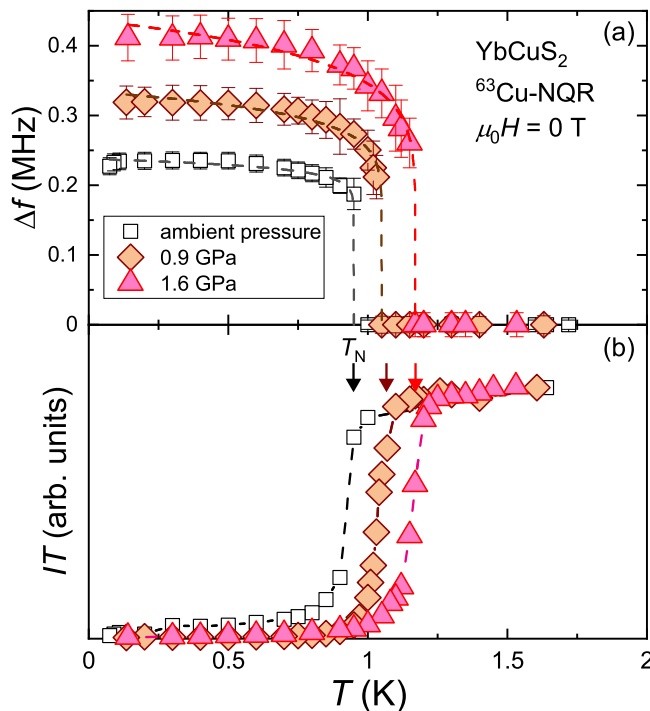 (a)
YbCuS₂
⁶³Cu-NQR
μ₀H = 0 T
Δf (MHz)
0.4
0.3
0.2
0.1
0
ambient pressure
0.9 GPa
1.6 GPa
(b)
T_N
IT (arb. units)
0 0.5 1 1.5 2
T (K)